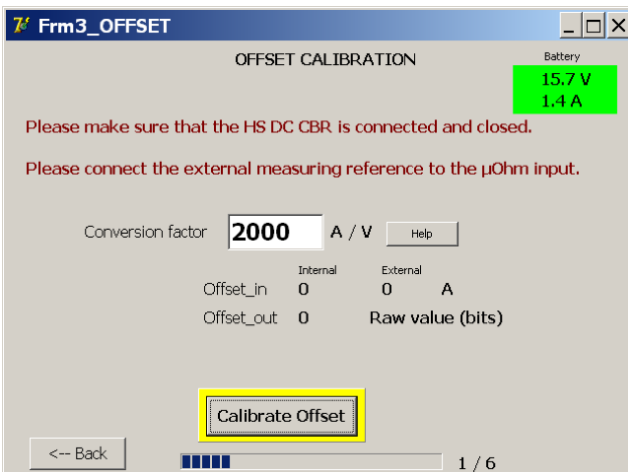 Frm3_OFFSET
OFFSET CALIBRATION
Battery
15.7 V
1.4 A
Please make sure that the HS DC CBR is connected and closed.
Please connect the external measuring reference to the µOhm input.
Conversion factor 2000 A / V Help
Internal External
Offset_in 0 0 A
Offset_out 0 Raw value (bits)
Calibrate Offset
<-- Back
1 / 6